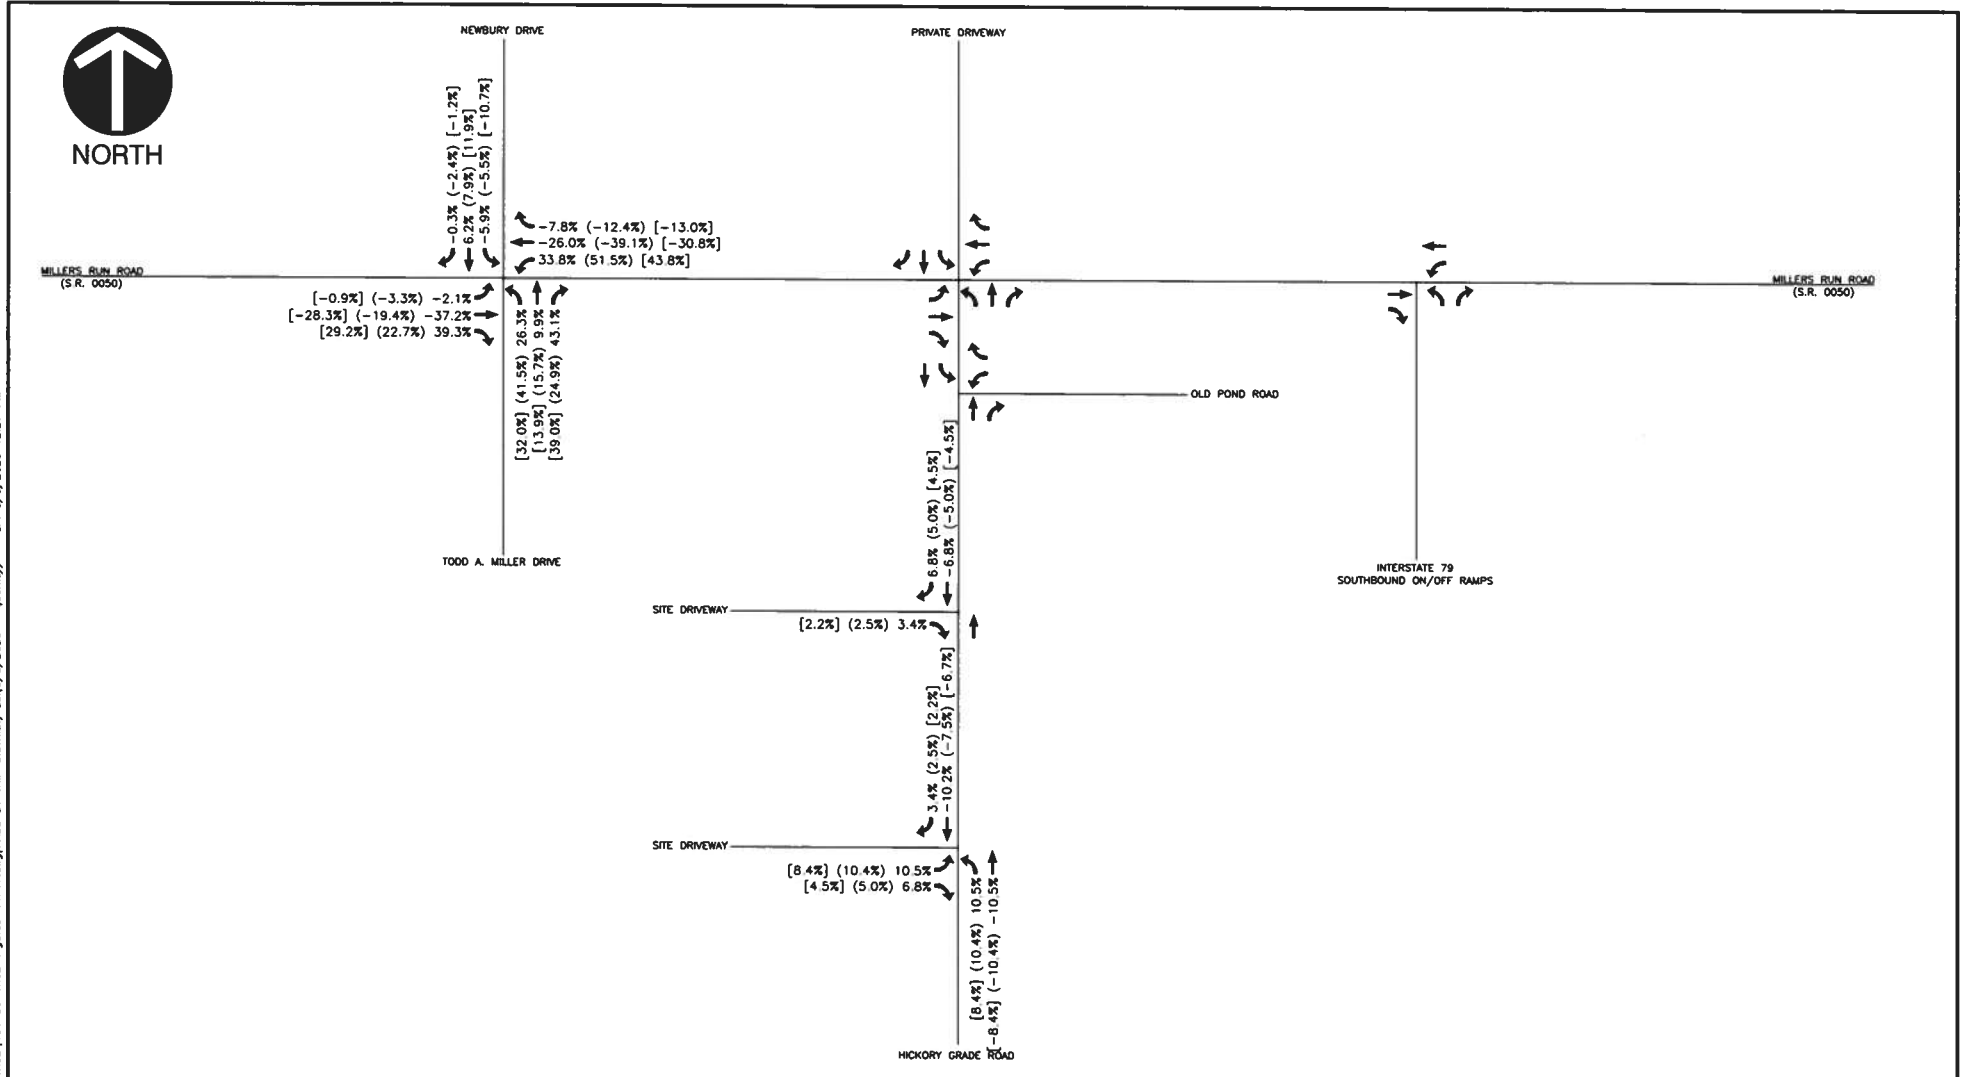 NEWBURY DRIVE
PRIVATE DRIVEWAY
NORTH
-0.3% (-2.4%) [-1.2%]
6.2% (7.9%) [11.9%]
-5.9% (-5.5%) [-10.7%]
-7.8% (-12.4%) [-13.0%]
-26.0% (-39.1%) [-30.8%]
33.8% (51.5%) [43.8%]
MILLERS RUN ROAD
(S.R. 0050)
MILLERS RUN ROAD
(S.R. 0050)
[-0.9%] (-3.3%) -2.1%
[-28.3%] (-19.4%) -37.2%
[29.2%] (22.7%) 39.3%
[32.0%] (41.5%) 26.3%
[13.9%] (15.7%) 9.9%
[39.0%] (24.9%) 43.1%
OLD POND ROAD
6.8% (5.0%) [4.5%]
-6.8% (-5.0%) [-4.5%]
TODD A. MILLER DRIVE
INTERSTATE 79
SOUTHBOUND ON/OFF RAMPS
SITE DRIVEWAY
[2.2%] (2.5%) 3.4%
3.4% (2.5%) [2.2%]
-10.2% (-7.5%) [-6.7%]
SITE DRIVEWAY
[8.4%] (10.4%) 10.5%
[4.5%] (5.0%) 6.8%
[8.4%] (10.4%) 10.5%
[-8.4%] (-10.4%) -10.5%
HICKORY GRADE ROAD